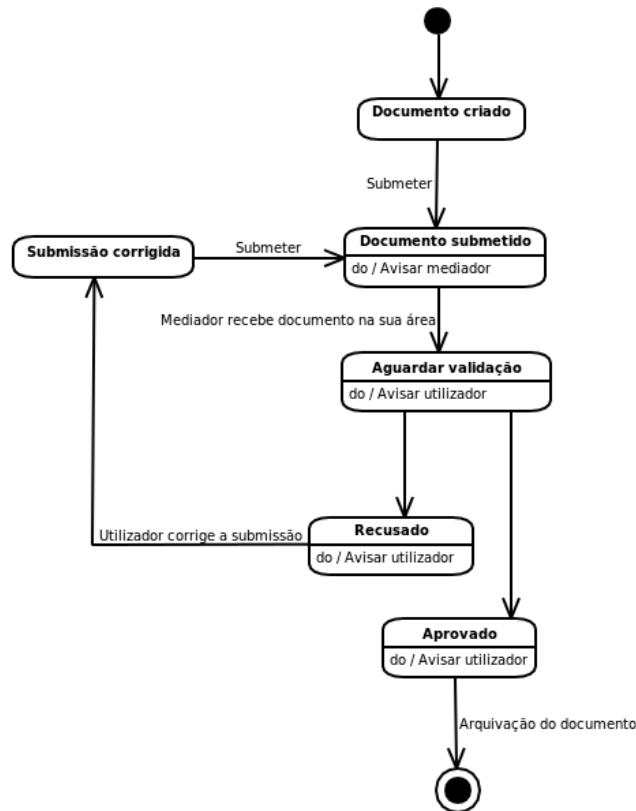 Documento criado
Submeter
Submissão corrigida
Submeter
Documento submetido
do / Avisar mediador
Mediador recebe documento na sua área
Aguardar validação
do / Avisar utilizador
Utilizador corrige a submissão
Recusado
do / Avisar utilizador
Aprovado
do / Avisar utilizador
Arquivação do documento